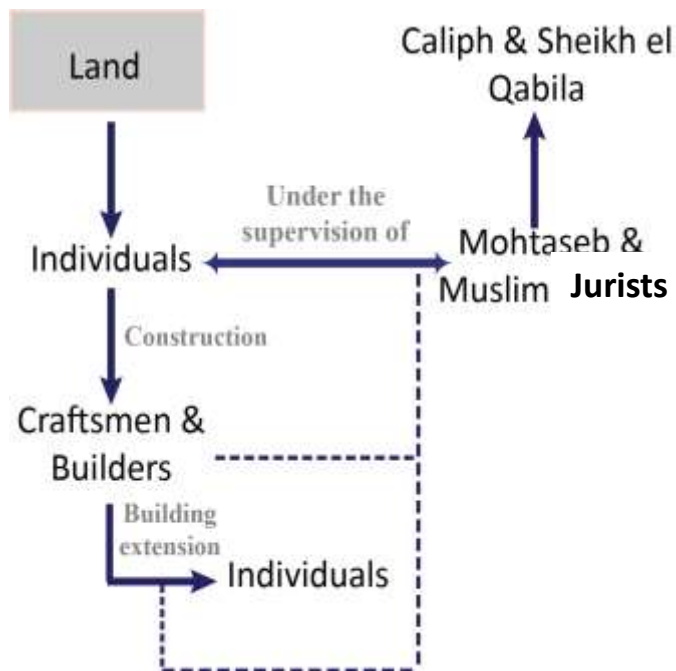 Land
Caliph & Sheikh el
Qabila
Under the
supervision of
Individuals
Mohtaseb &
Muslim Jurists
Construction
Craftsmen &
Builders
Building
extension
Individuals